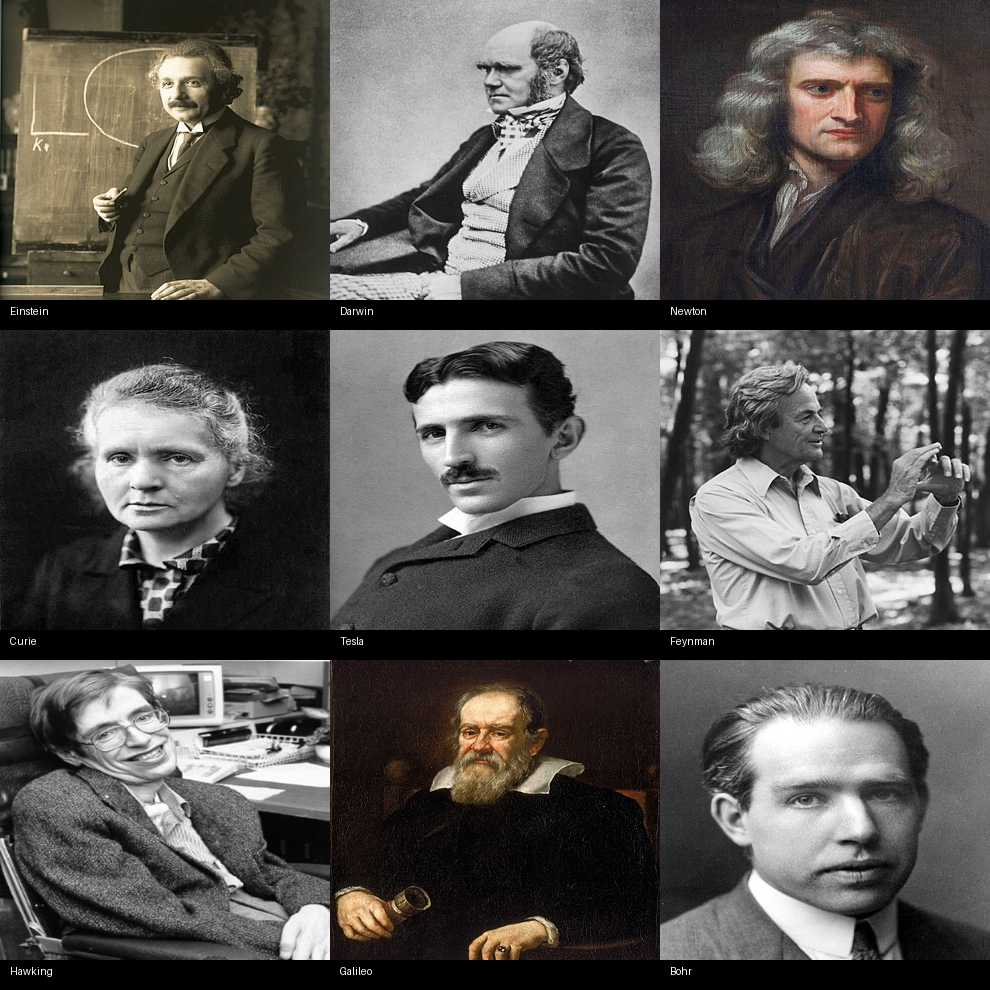 Einstein
Darwin
Newton
Curie
Tesla
Feynman
Hawking
Galileo
Bohr